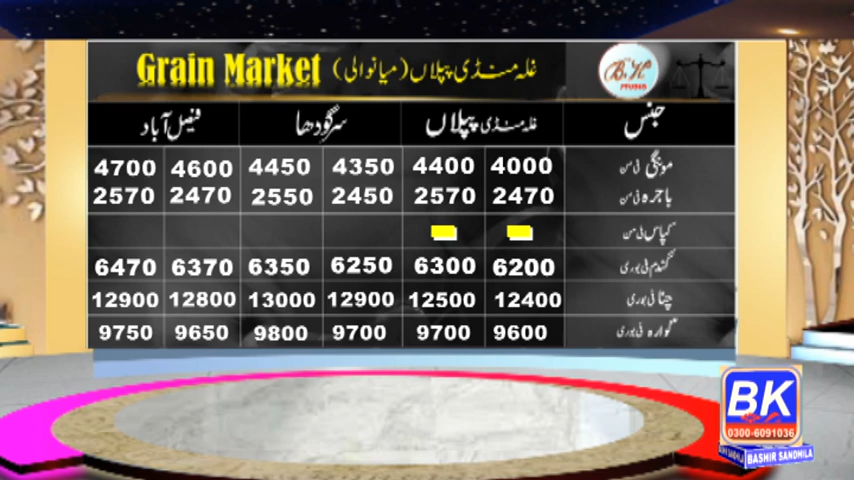 Grain Market غلہ منڈی پپلاں (میانوالی)
B.K
STUDIO
جنس غلہ منڈی پپلاں سرگودھا فیصل آباد
مونگی فی من 4000 4400 4350 4450 4600 4700
باجرہ فی من 2470 2570 2450 2550 2470 2570
کپاس فی من - -
گندم فی بوری 6200 6300 6250 6350 6370 6470
چنا فی بوری 12400 12500 12900 13000 12800 12900
گوارہ فی بوری 9600 9700 9700 9800 9650 9750
BK
0300-6091036
BASHIR SANDHILA